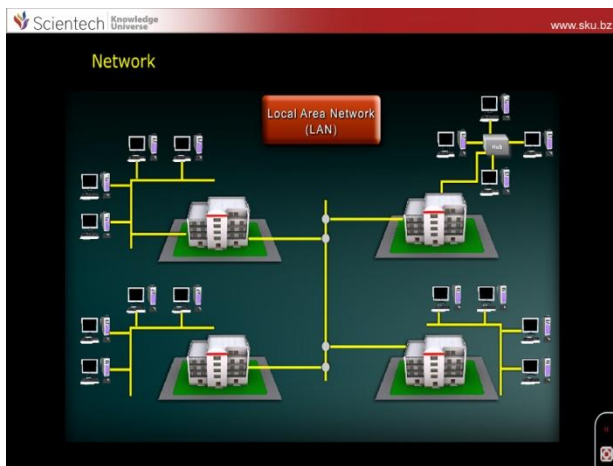 Scientech Knowledge
Universe
www.sku.bz
Network
Local Area Network
(LAN)
Hub